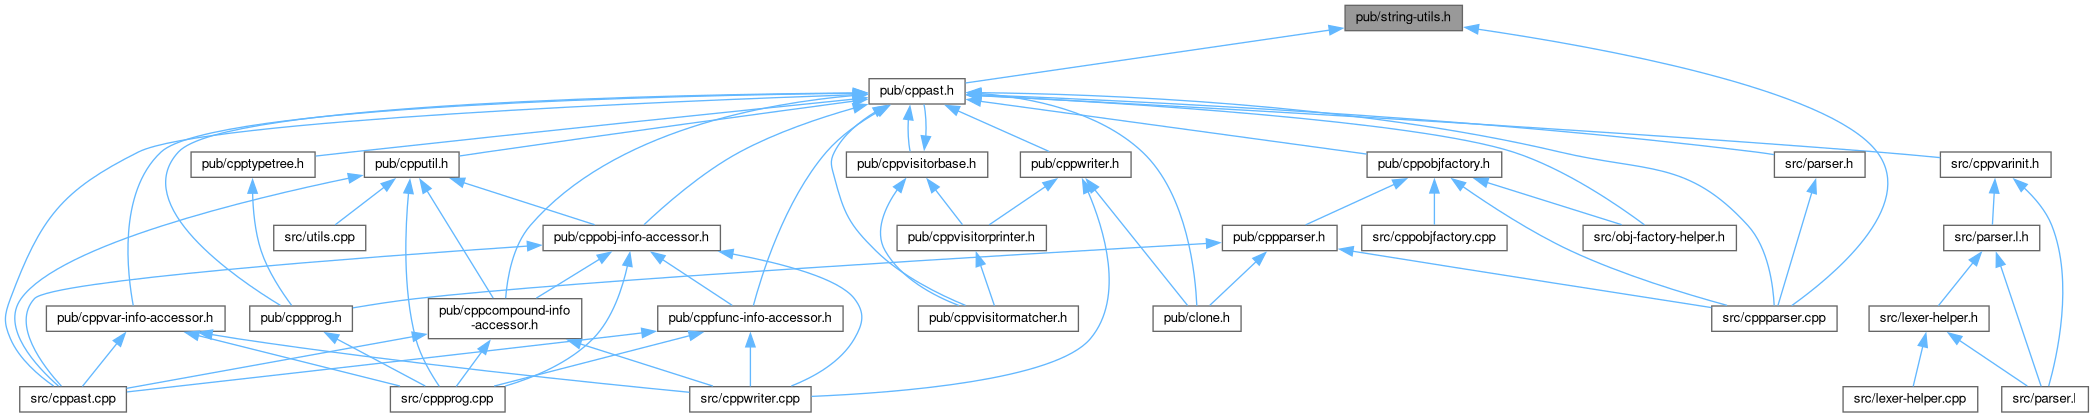 pub/string-utils.h
pub/cppast.h
pub/cpptypetree.h
pub/cpputil.h
pub/cppvisitorbase.h
pub/cppwriter.h
pub/cppobjfactory.h
src/parser.h
src/cppvarinit.h
src/utils.cpp
pub/cppobj-info-accessor.h
pub/cppvisitorprinter.h
pub/cppparser.h
src/cppobjfactory.cpp
src/obj-factory-helper.h
src/parser.l.h
pub/cppvar-info-accessor.h
pub/cppprog.h
pub/cppcompound-info
-accessor.h
pub/cppfunc-info-accessor.h
pub/cppvisitormatcher.h
pub/clone.h
src/cppparser.cpp
src/lexer-helper.h
src/cppast.cpp
src/cppprog.cpp
src/cppwriter.cpp
src/lexer-helper.cpp
src/parser.l